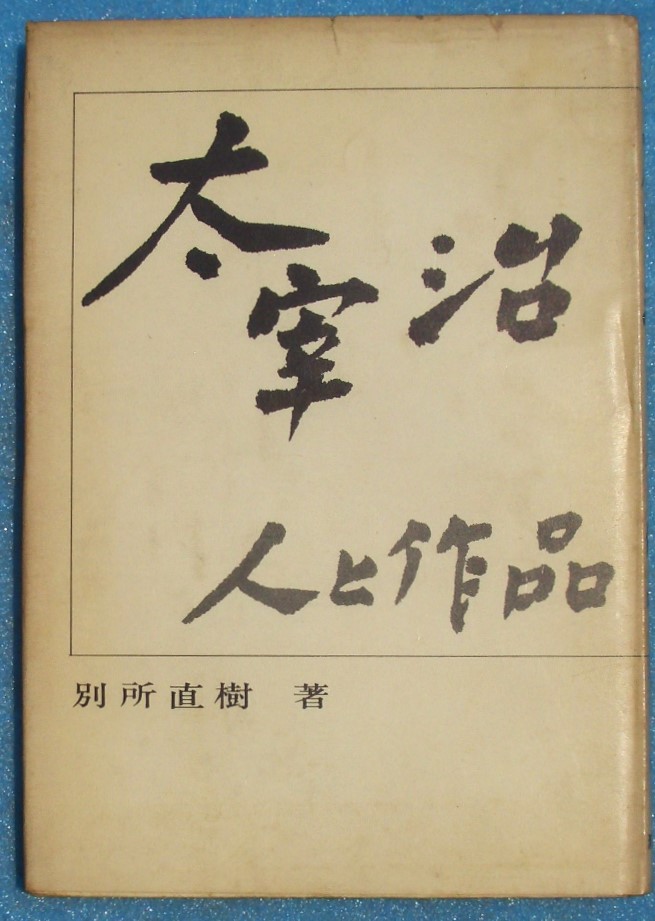 太宰治
人と作品
別所直樹 著